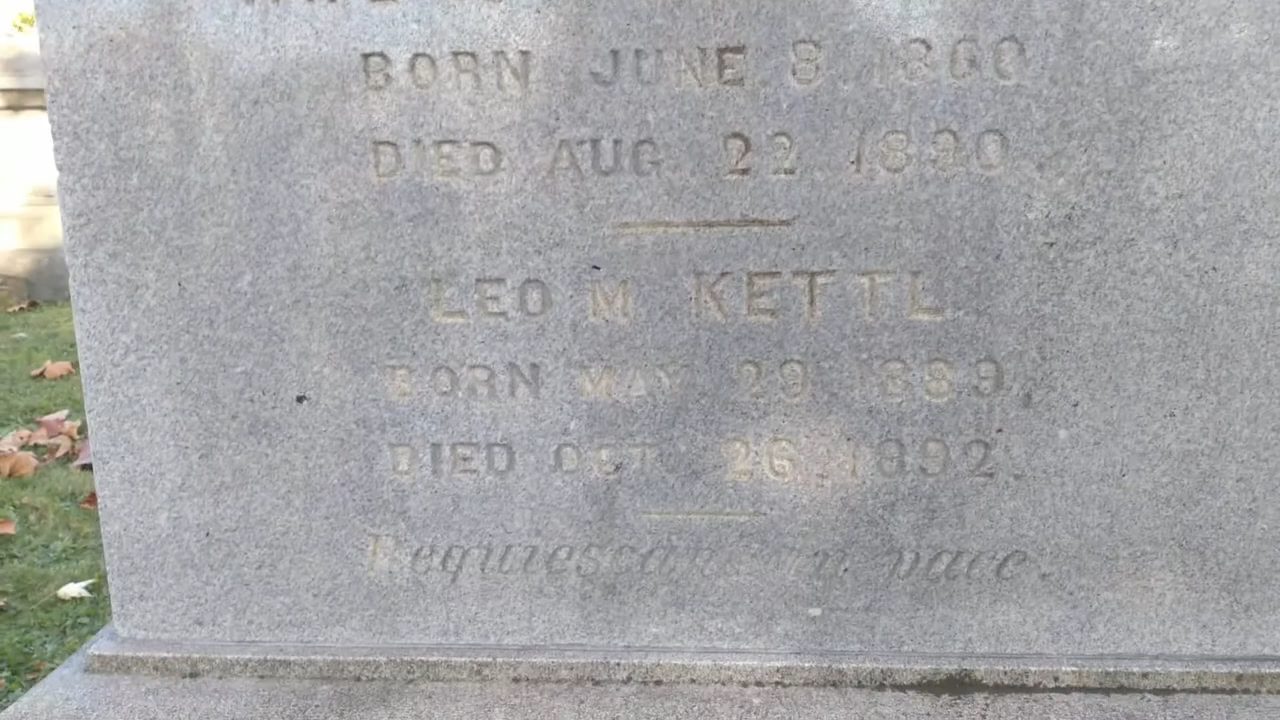 BORN JUNE 8 1860
DIED AUG. 22 1890.
LEO M KETTL
BORN MAY 29 1889.
DIED OCT. 26, 1892.
Requiescant in pace.